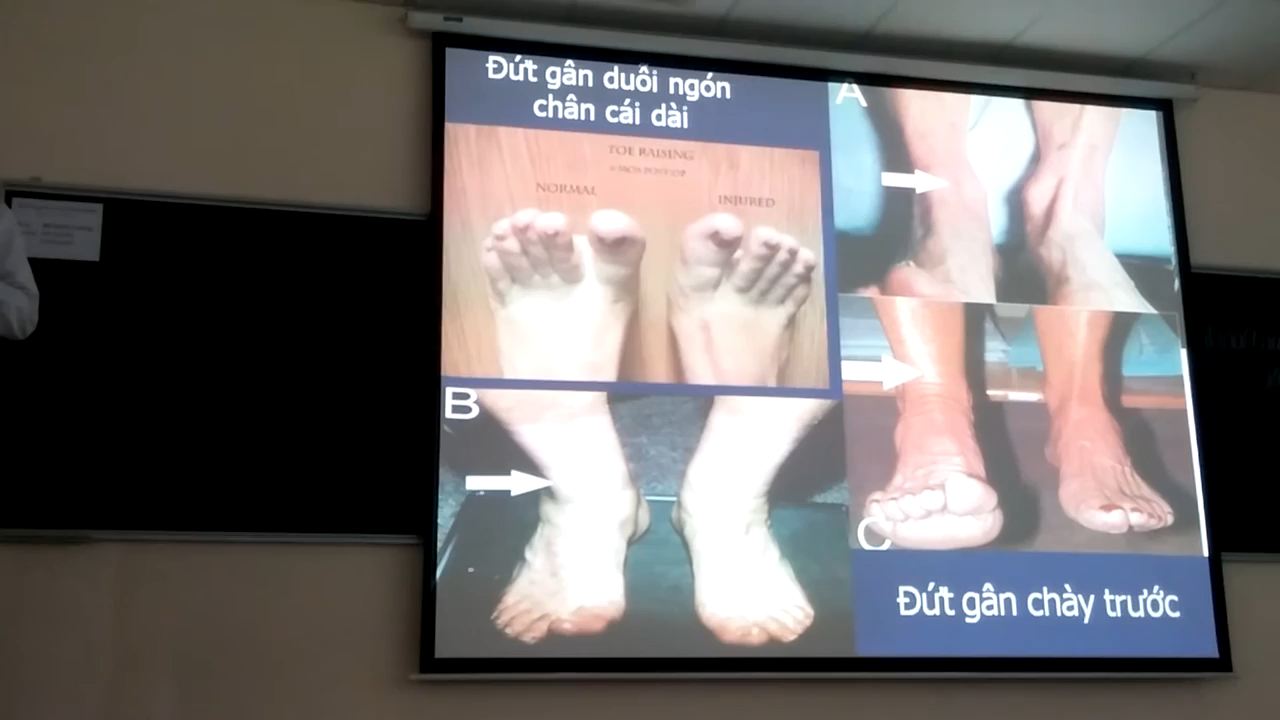 Đứt gân duỗi ngón
chân cái dài
TOE RAISING
NORMAL
INJURED
A
B
C
Đứt gân chày trước